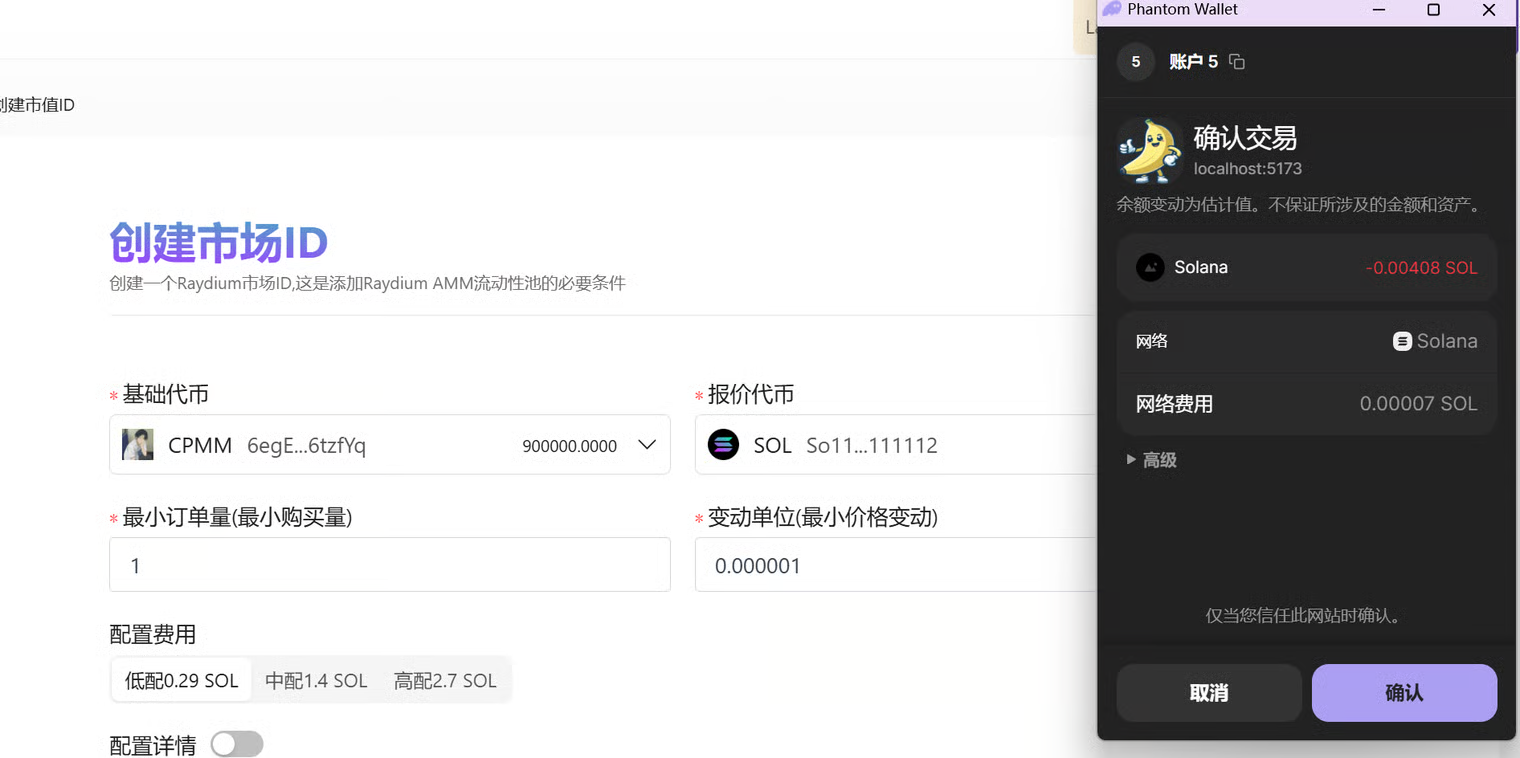 Phantom Wallet
5
账户 5
创建市值ID
确认交易
localhost:5173
余额变动为估计值。不保证所涉及的金额和资产。
创建市场ID
创建一个Raydium市场ID,这是添加Raydium AMM流动性池的必要条件
Solana
-0.00408 SOL
网络
Solana
网络费用
0.00007 SOL
高级
* 基础代币
* 报价代币
CPMM 6egE...6tzfYq 900000.0000
SOL So11...111112
* 最小订单量(最小购买量)
* 变动单位(最小价格变动)
1
0.000001
配置费用
低配0.29 SOL 中配1.4 SOL 高配2.7 SOL
配置详情
仅当您信任此网站时确认。
取消
确认